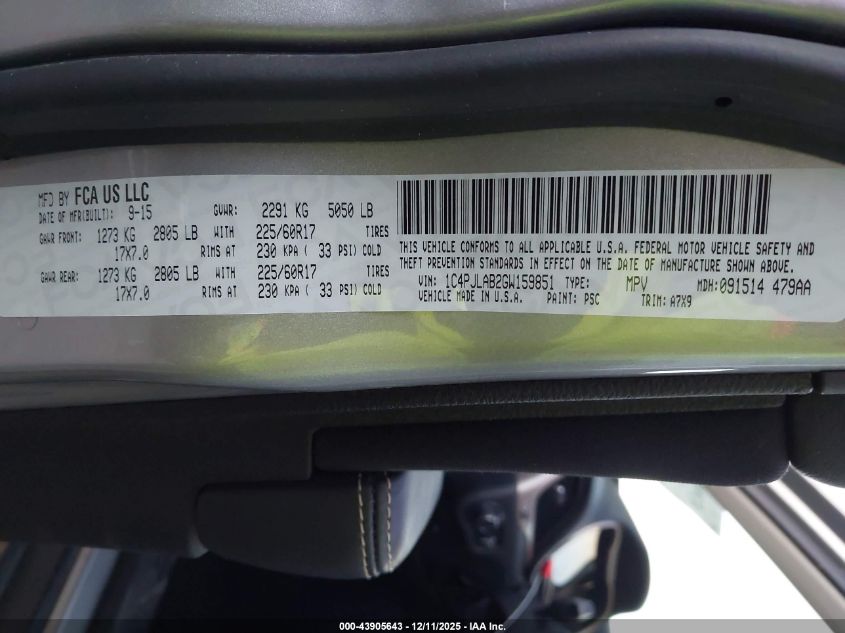 MFD BY FCA US LLC
DATE OF MFR(BUILT): 9-15 GVWR: 2291 KG 5050 LB
GAWR FRONT: 1273 KG 2805 LB WITH 225/60R17 TIRES
17X7.0 RIMS AT 230 KPA ( 33 PSI) COLD
GAWR REAR: 1273 KG 2805 LB WITH 225/60R17 TIRES
17X7.0 RIMS AT 230 KPA ( 33 PSI) COLD
THIS VEHICLE CONFORMS TO ALL APPLICABLE U.S.A. FEDERAL MOTOR VEHICLE SAFETY AND
THEFT PREVENTION STANDARDS IN EFFECT ON THE DATE OF MANUFACTURE SHOWN ABOVE.
VIN: 1C4PJLAB2GW159851 TYPE: MPV MDH:091514 479AA
VEHICLE MADE IN U.S.A. PAINT: PSC TRIM: A7X9
000-43905643 - 12/11/2025 - IAA Inc.